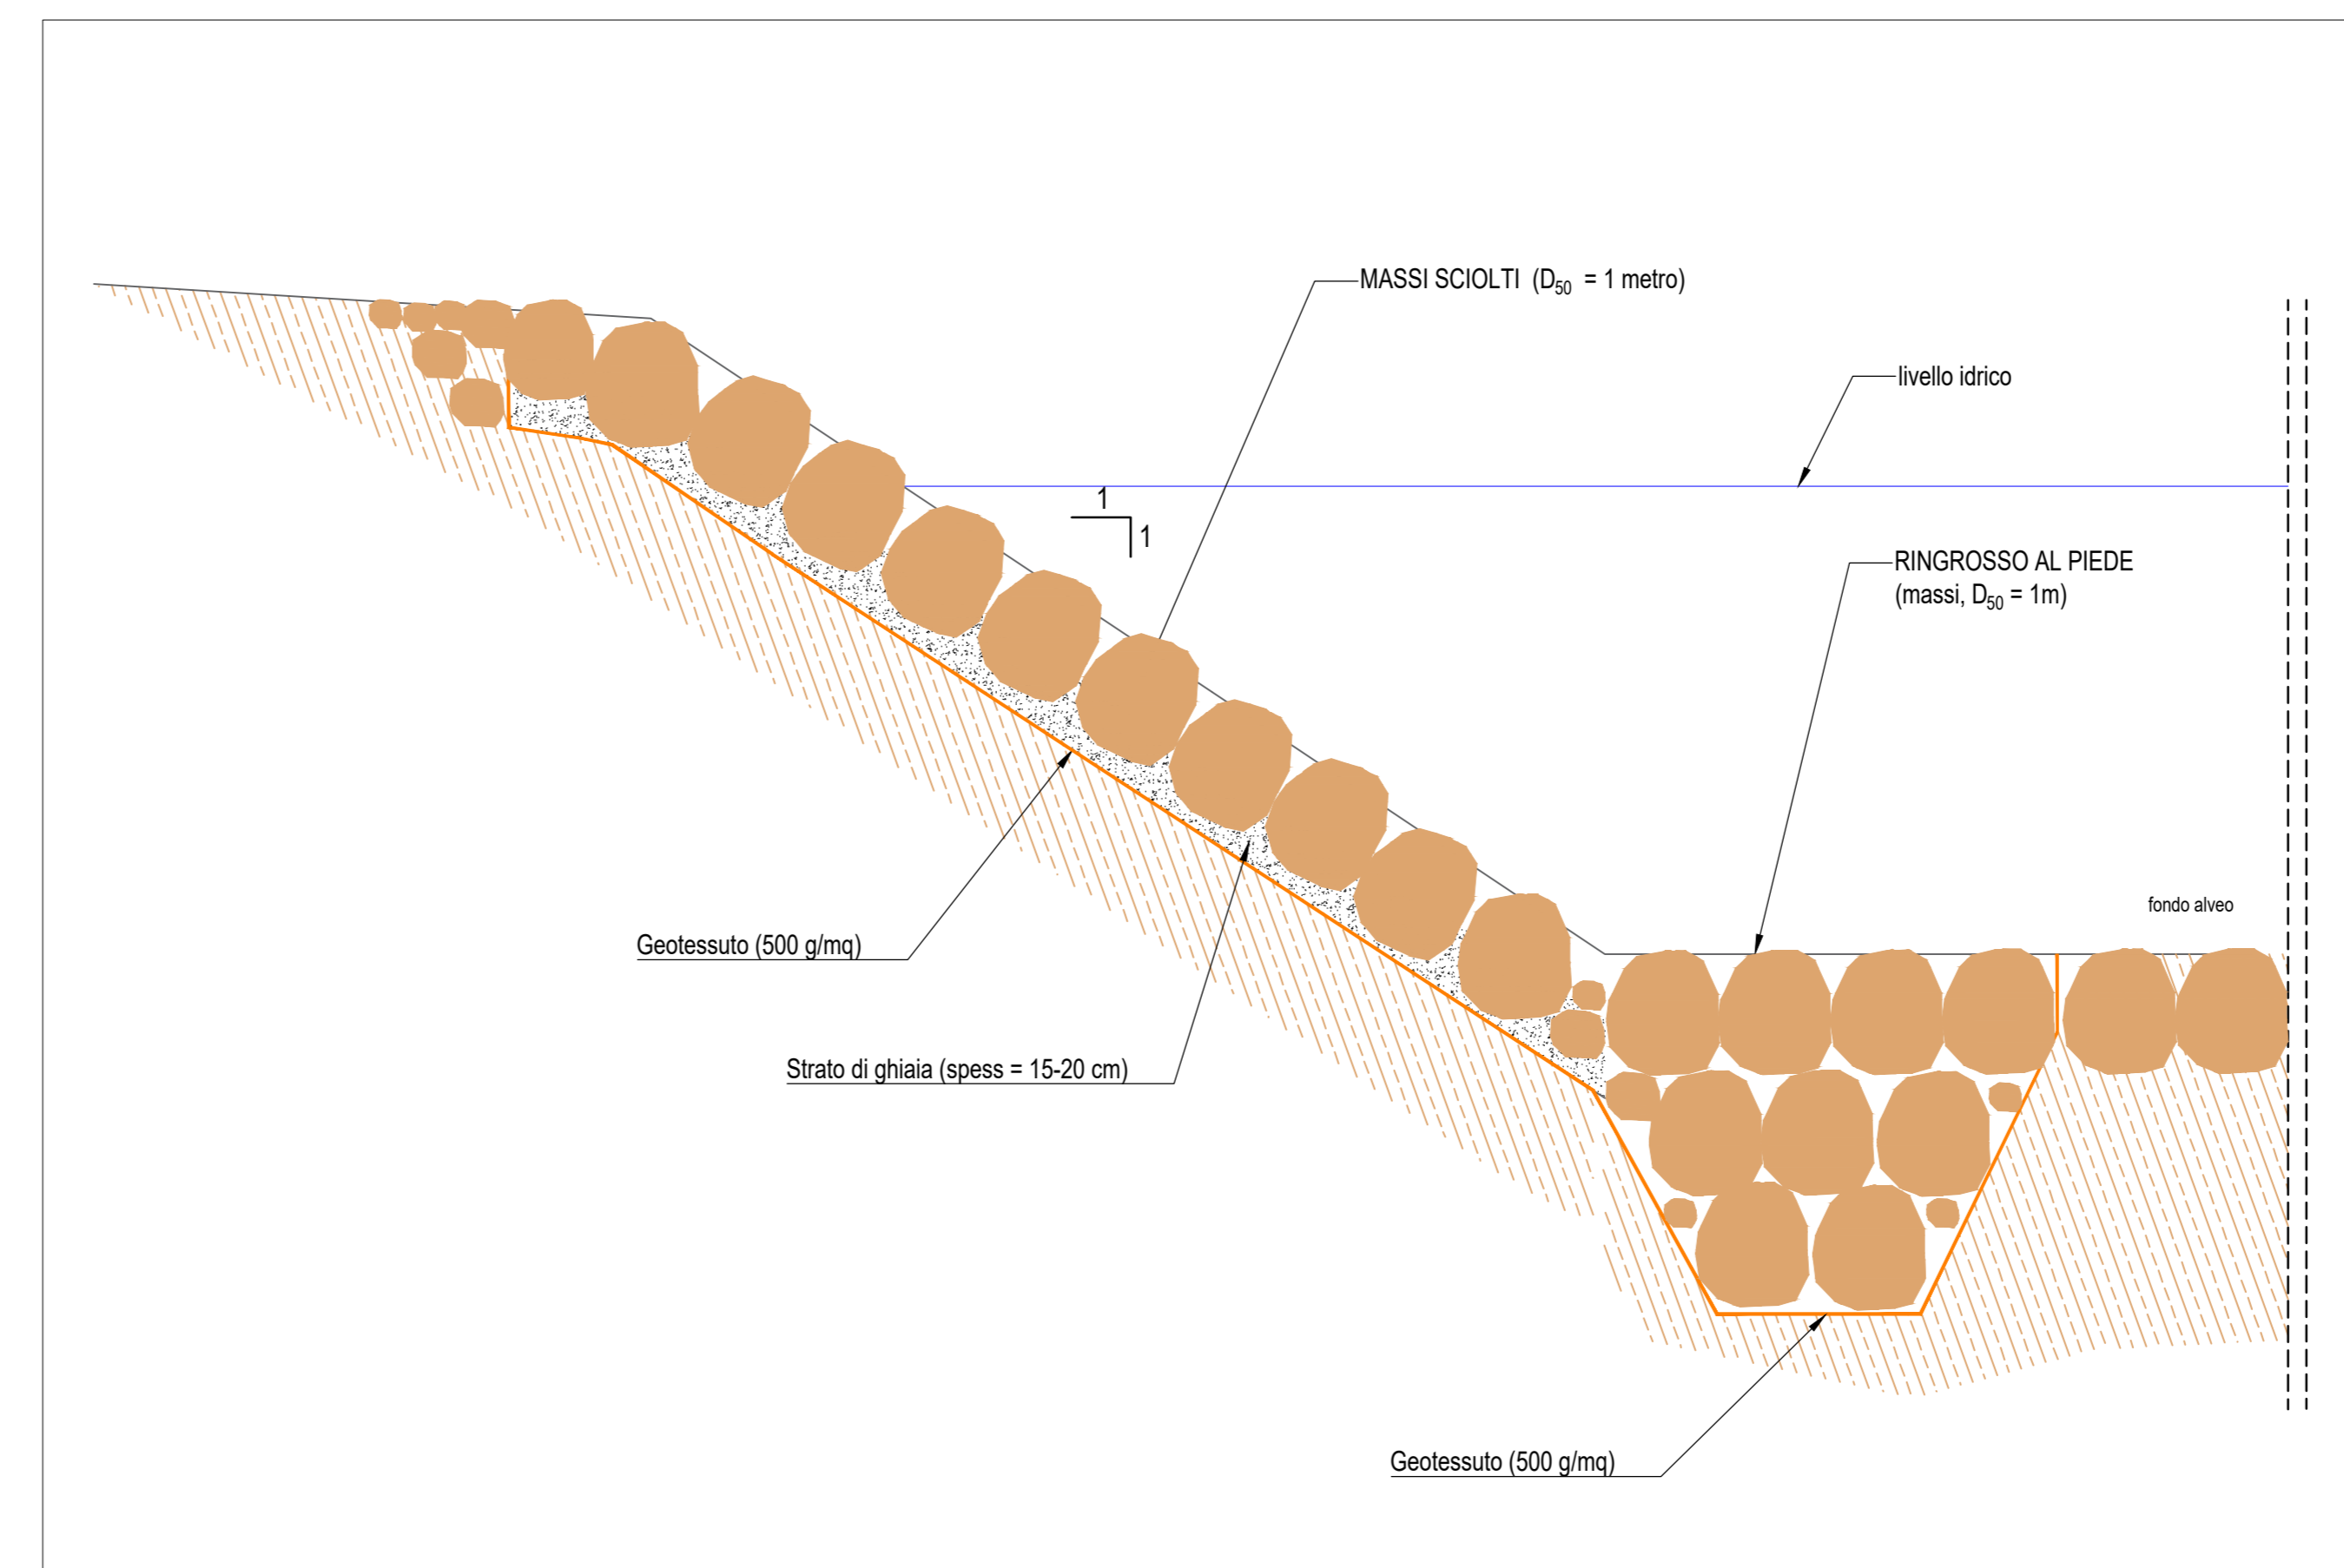 MASSI SCIOLTI (D50 = 1 metro)
livello idrico
1
1
RINGROSSO AL PIEDE
(massi, D50 = 1m)
fondo alveo
Geotessuto (500 g/mq)
Strato di ghiaia (spess = 15-20 cm)
Geotessuto (500 g/mq)